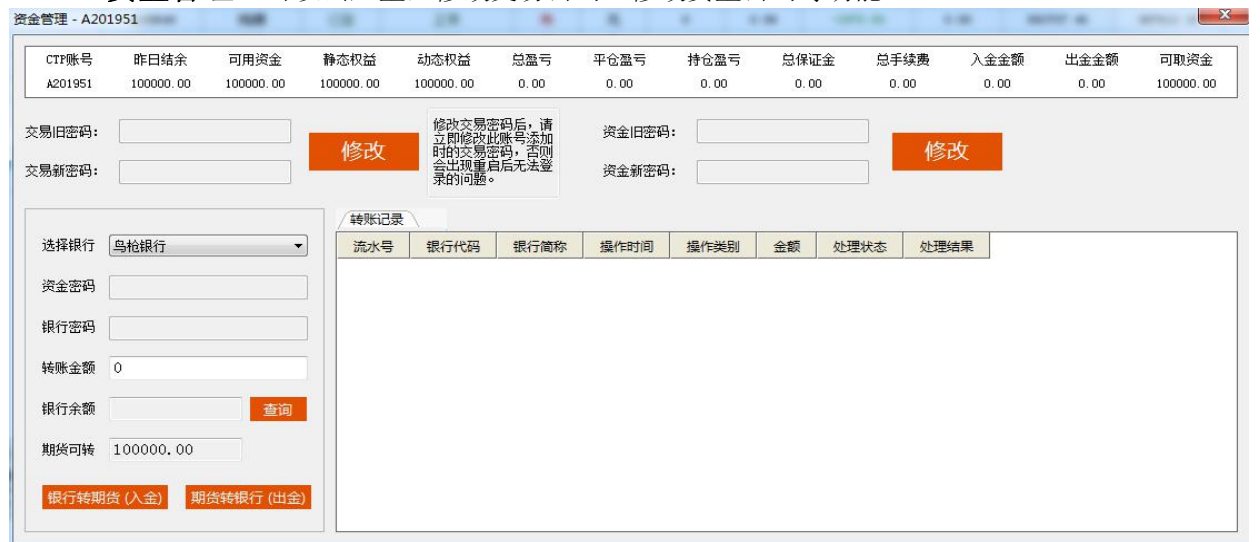 资金管理 - A201951
CTP账号 昨日结余 可用资金 静态权益 动态权益 总盈亏 平仓盈亏 持仓盈亏 总保证金 总手续费 入金金额 出金金额 可取资金
A201951 100000.00 100000.00 100000.00 100000.00 0.00 0.00 0.00 0.00 0.00 0.00 0.00 100000.00
交易旧密码:
交易新密码:
修改
修改交易密码后，请
立即修改此账号添加
时的交易密码，否则
会出现重启后无法登
录的问题。
资金旧密码:
资金新密码:
修改
选择银行 鸟枪银行
资金密码
银行密码
转账金额 0
银行余额 查询
期货可转 100000.00
银行转期货(入金) 期货转银行(出金)
转账记录
流水号 银行代码 银行简称 操作时间 操作类别 金额 处理状态 处理结果